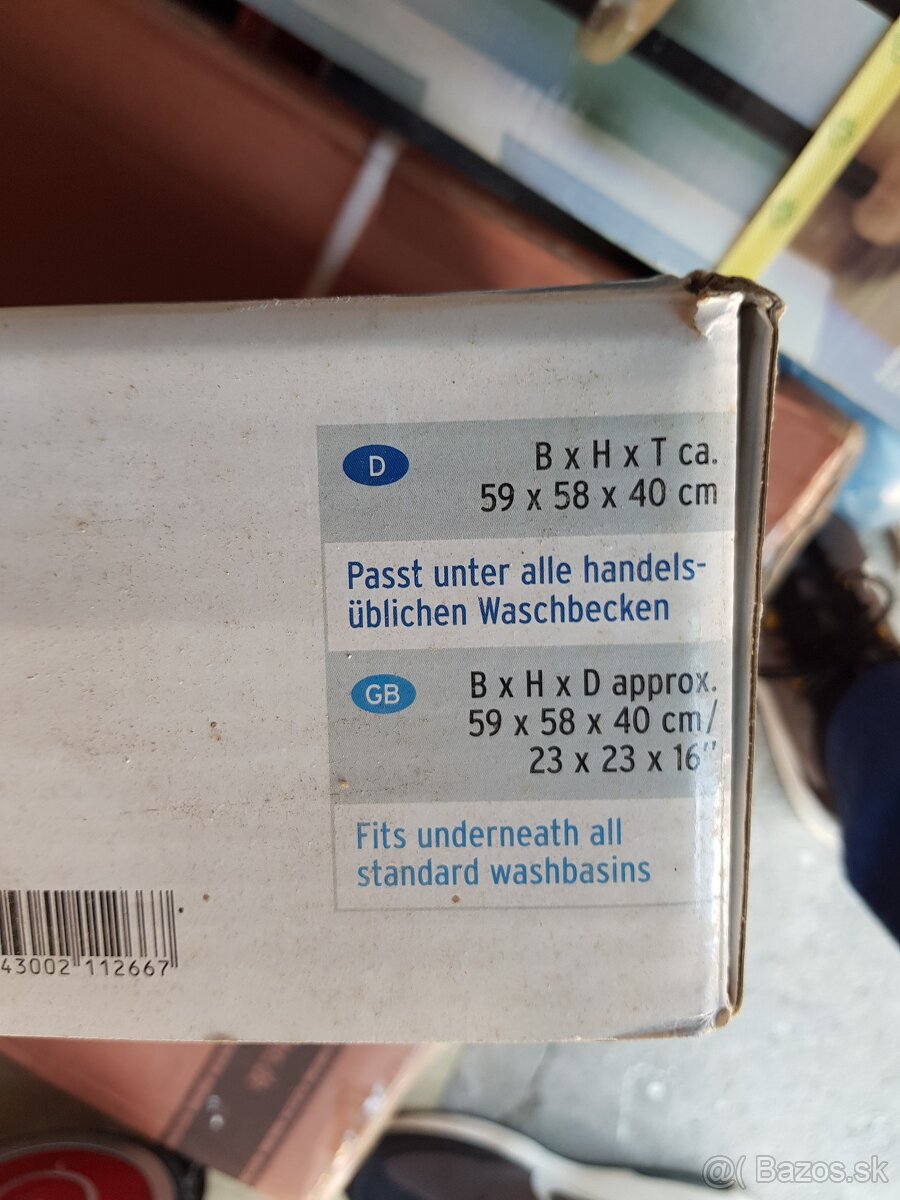 D
B x H x T ca.
59 x 58 x 40 cm
Passt unter alle handels-
üblichen Waschbecken
GB
B x H x D approx.
59 x 58 x 40 cm/
23 x 23 x 16"
Fits underneath all
standard washbasins
43002 112667
@( Bazos.sk